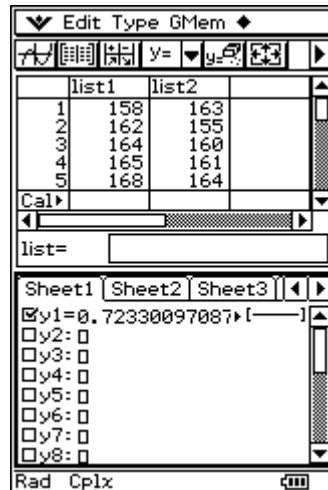 Edit Type GMem
y=
list1 list2
1 158 163
2 162 155
3 164 160
4 165 161
5 168 164
Cal
list=
Sheet1 Sheet2 Sheet3
y1=0.72330097087
y2:
y3:
y4:
y5:
y6:
y7:
y8:
Rad Cplx